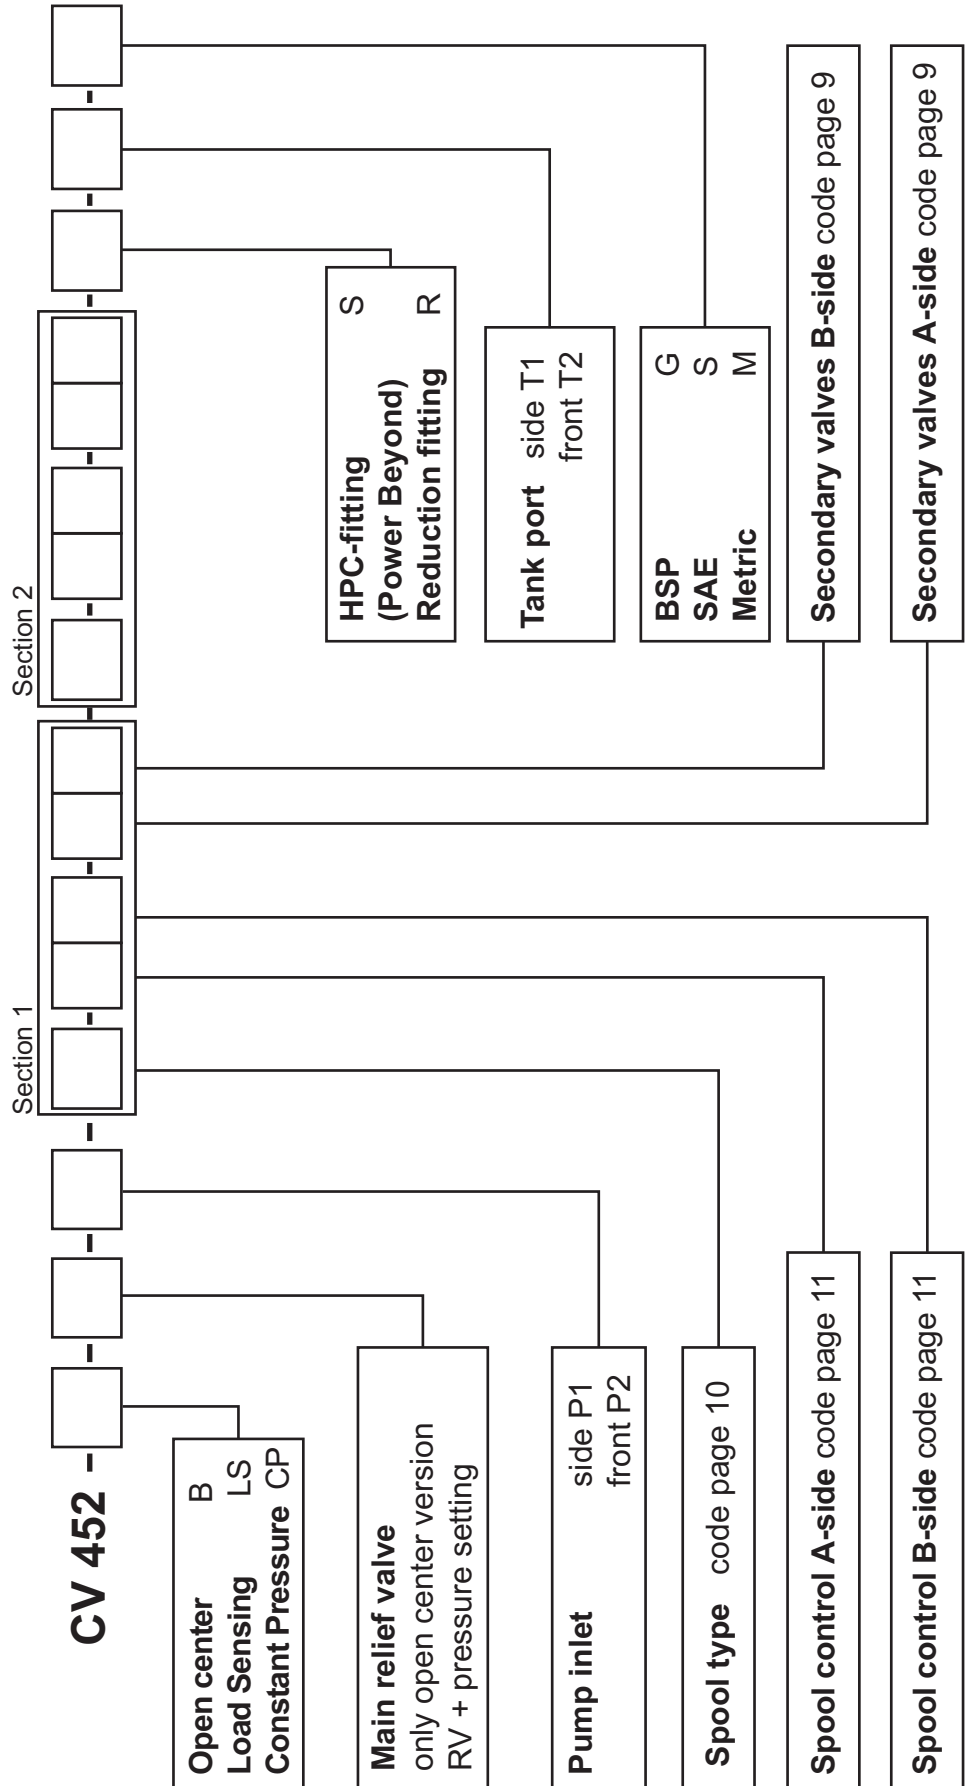 CV 452
Section 1
Section 2
Open center B
Load Sensing LS
Constant Pressure CP
Main relief valve
only open center version
RV + pressure setting
Pump inlet side P1
front P2
Spool type code page 10
Spool control A-side code page 11
Spool control B-side code page 11
HPC-fitting S
(Power Beyond)
Reduction fitting R
Tank port side T1
front T2
BSP G
SAE S
Metric M
Secondary valves B-side code page 9
Secondary valves A-side code page 9